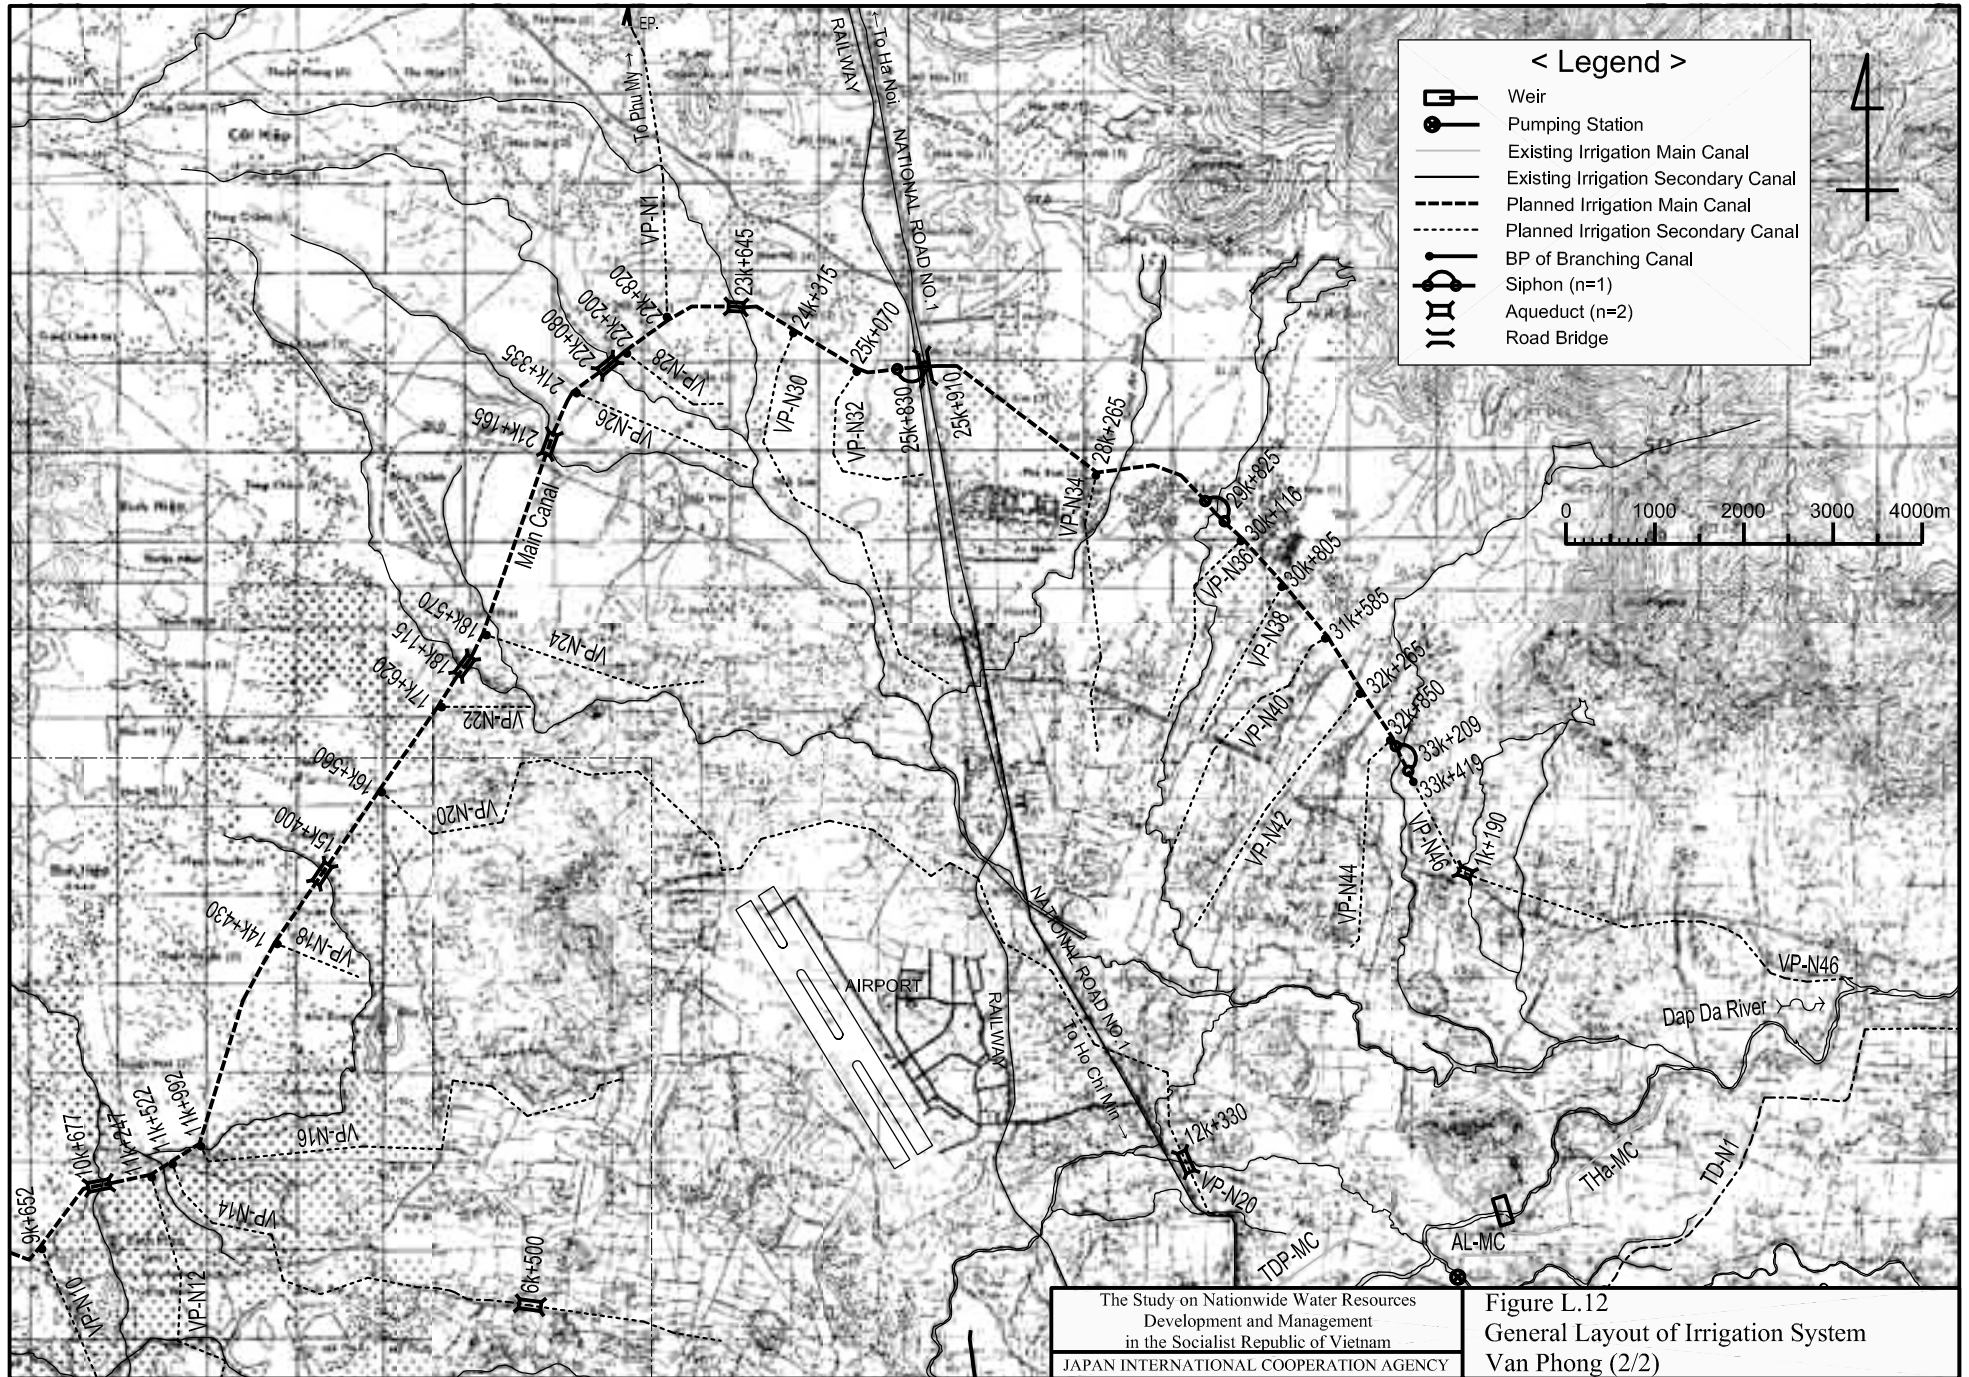 EP.
To Phu My →
RAILWAY
← To Ha Noi
NATIONAL ROAD NO.1
< Legend >
Weir
Pumping Station
Existing Irrigation Main Canal
Existing Irrigation Secondary Canal
Planned Irrigation Main Canal
Planned Irrigation Secondary Canal
BP of Branching Canal
Siphon (n=1)
Aqueduct (n=2)
Road Bridge
0 1000 2000 3000 4000m
VP-N1
23k+645
22k+820
22k+200
22k+080
21k+335
21k+165
24k+315
25k+070
25k+830
25k+910
VP-N28
VP-N26
VP-N30
VP-N32
28k+265
VP-N34
29k+825
30k+116
VP-N36
30k+805
VP-N38
31k+585
VP-N40
32k+265
VP-N42
32k+850
33k+209
33k+419
VP-N44
VP-N46
1k+190
VP-N46
Dap Da River
Main Canal
18k+570
18k+115
17k+620
VP-N24
VP-N22
16k+560
VP-N20
15k+400
14k+430
VP-N18
AIRPORT
RAILWAY
NATIONAL ROAD NO.1
To Ho Chi Min →
12k+330
VP-N20
11k+992
11k+522
11k+247
10k+677
9k+652
VP-N16
VP-N14
VP-N12
VP-N10
6k+500
TDP-MC
AL-MC
THa-MC
TD-N1
The Study on Nationwide Water Resources
Development and Management
in the Socialist Republic of Vietnam
JAPAN INTERNATIONAL COOPERATION AGENCY
Figure L.12
General Layout of Irrigation System
Van Phong (2/2)